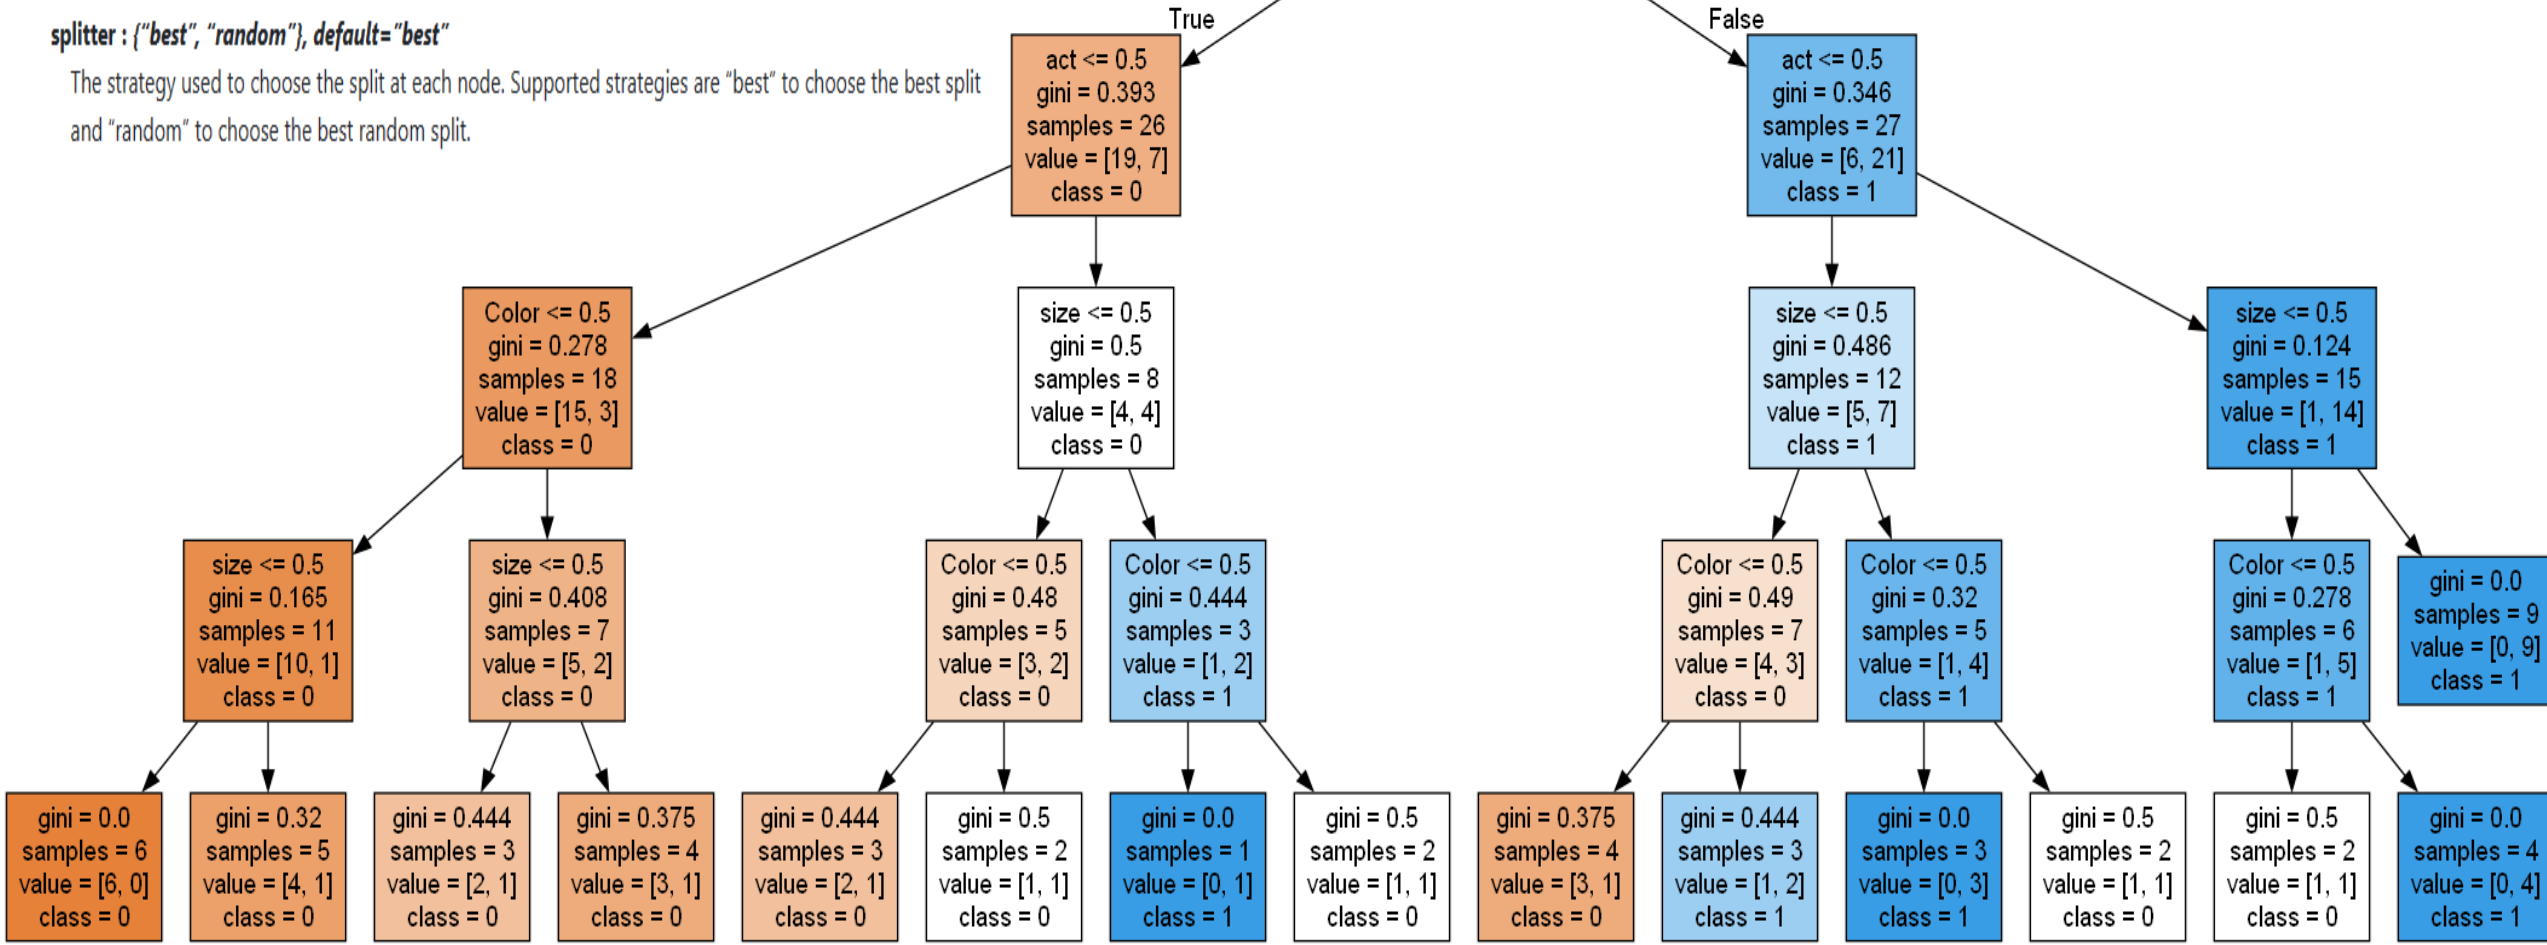 splitter : {"best", "random"}, default="best"
The strategy used to choose the split at each node. Supported strategies are "best" to choose the best split
and "random" to choose the best random split.
True
False
act <= 0.5
gini = 0.393
samples = 26
value = [19, 7]
class = 0
act <= 0.5
gini = 0.346
samples = 27
value = [6, 21]
class = 1
Color <= 0.5
gini = 0.278
samples = 18
value = [15, 3]
class = 0
size <= 0.5
gini = 0.5
samples = 8
value = [4, 4]
class = 0
size <= 0.5
gini = 0.486
samples = 12
value = [5, 7]
class = 1
size <= 0.5
gini = 0.124
samples = 15
value = [1, 14]
class = 1
size <= 0.5
gini = 0.165
samples = 11
value = [10, 1]
class = 0
size <= 0.5
gini = 0.408
samples = 7
value = [5, 2]
class = 0
Color <= 0.5
gini = 0.48
samples = 5
value = [3, 2]
class = 0
Color <= 0.5
gini = 0.444
samples = 3
value = [1, 2]
class = 1
Color <= 0.5
gini = 0.49
samples = 7
value = [4, 3]
class = 0
Color <= 0.5
gini = 0.32
samples = 5
value = [1, 4]
class = 1
Color <= 0.5
gini = 0.278
samples = 6
value = [1, 5]
class = 1
gini = 0.0
samples = 9
value = [0, 9]
class = 1
gini = 0.0
samples = 6
value = [6, 0]
class = 0
gini = 0.32
samples = 5
value = [4, 1]
class = 0
gini = 0.444
samples = 3
value = [2, 1]
class = 0
gini = 0.375
samples = 4
value = [3, 1]
class = 0
gini = 0.444
samples = 3
value = [2, 1]
class = 0
gini = 0.5
samples = 2
value = [1, 1]
class = 0
gini = 0.0
samples = 1
value = [0, 1]
class = 1
gini = 0.5
samples = 2
value = [1, 1]
class = 0
gini = 0.375
samples = 4
value = [3, 1]
class = 0
gini = 0.444
samples = 3
value = [1, 2]
class = 1
gini = 0.0
samples = 3
value = [0, 3]
class = 1
gini = 0.5
samples = 2
value = [1, 1]
class = 0
gini = 0.5
samples = 2
value = [1, 1]
class = 0
gini = 0.0
samples = 4
value = [0, 4]
class = 1